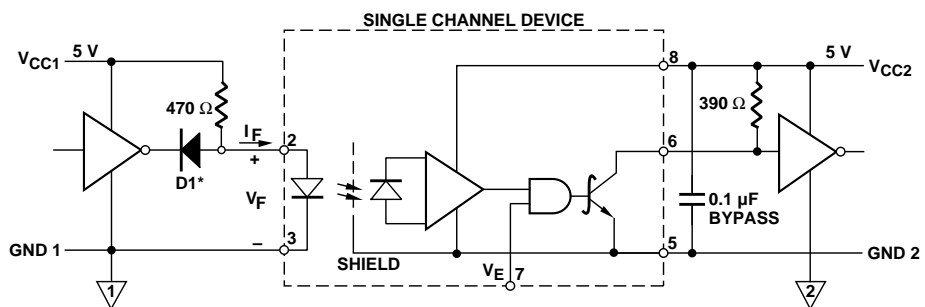 SINGLE CHANNEL DEVICE
VCC1
5 V
8
5 V
VCC2
470 Ω
390 Ω
IF
+
2
6
D1*
VF
0.1 µF
BYPASS
GND 1
–
3
SHIELD
VE
7
5
GND 2
1
2